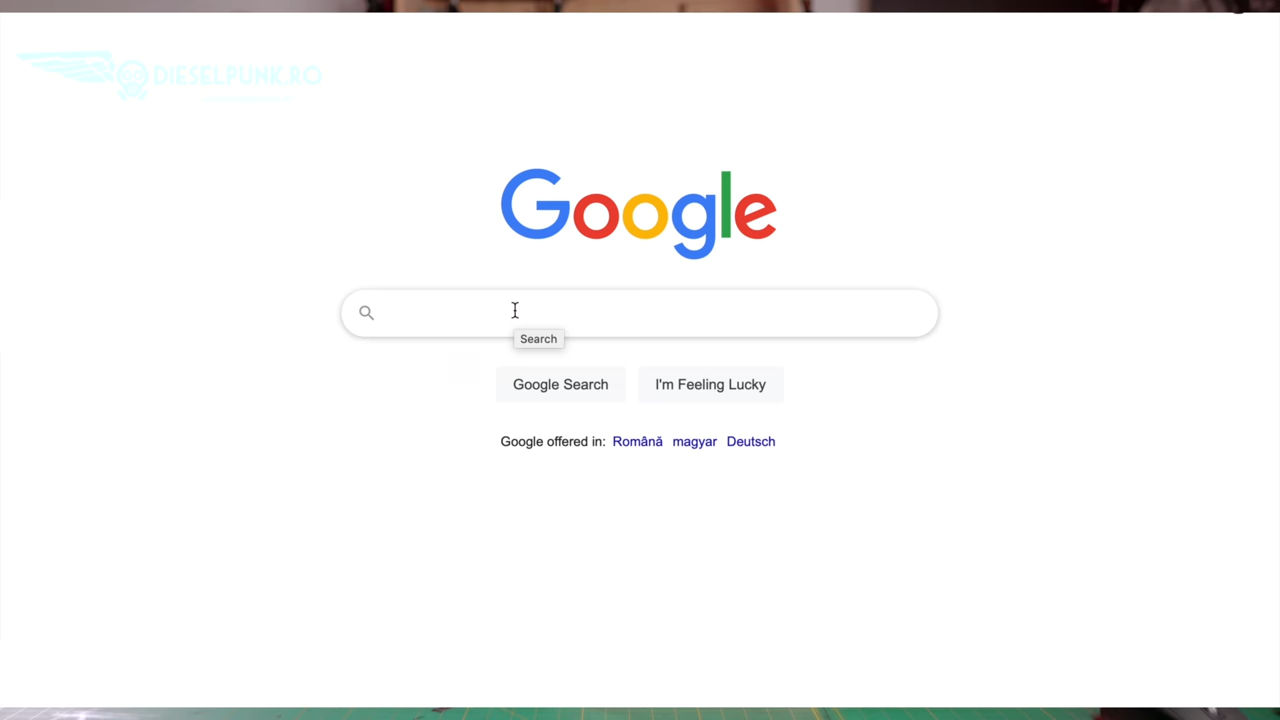 DIESELPUNK.RO
Google
Search
Google Search
I'm Feeling Lucky
Google offered in: Română magyar Deutsch